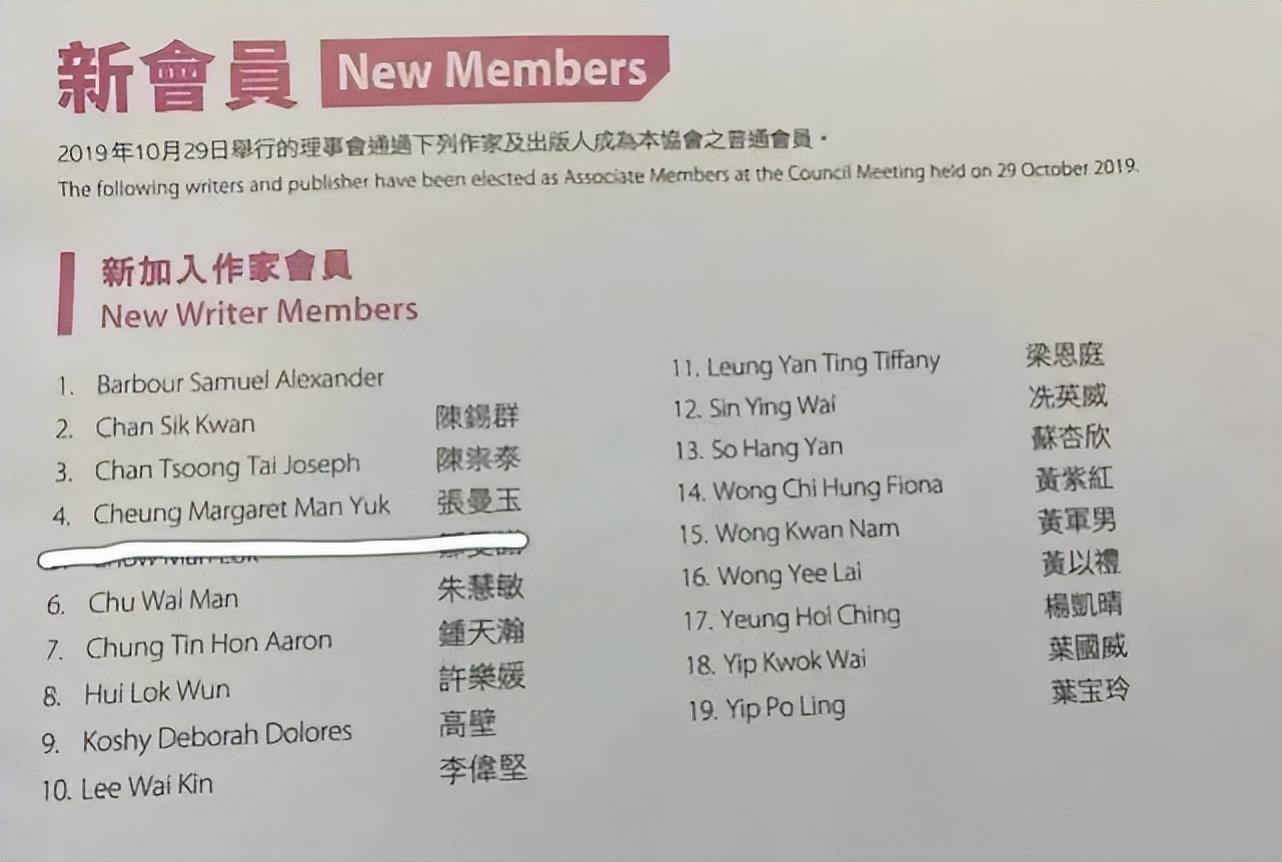 新會員 New Members
2019年10月29日舉行的理事會通過下列作家及出版人成為本協會之普通會員。
The following writers and publisher have been elected as Associate Members at the Council Meeting held on 29 October 2019.
新加入作家會員
New Writer Members
1. Barbour Samuel Alexander
2. Chan Sik Kwan 陳錫群
3. Chan Tsoong Tai Joseph 陳崇泰
4. Cheung Margaret Man Yuk 張曼玉
6. Chu Wai Man 朱慧敏
7. Chung Tin Hon Aaron 鍾天瀚
8. Hui Lok Wun 許樂媛
9. Koshy Deborah Dolores 高壁
10. Lee Wai Kin 李偉堅
11. Leung Yan Ting Tiffany 梁恩庭
12. Sin Ying Wai 冼英威
13. So Hang Yan 蘇杏欣
14. Wong Chi Hung Fiona 黃紫紅
15. Wong Kwan Nam 黃軍男
16. Wong Yee Lai 黃以禮
17. Yeung Hoi Ching 楊凱晴
18. Yip Kwok Wai 葉國威
19. Yip Po Ling 葉宝玲